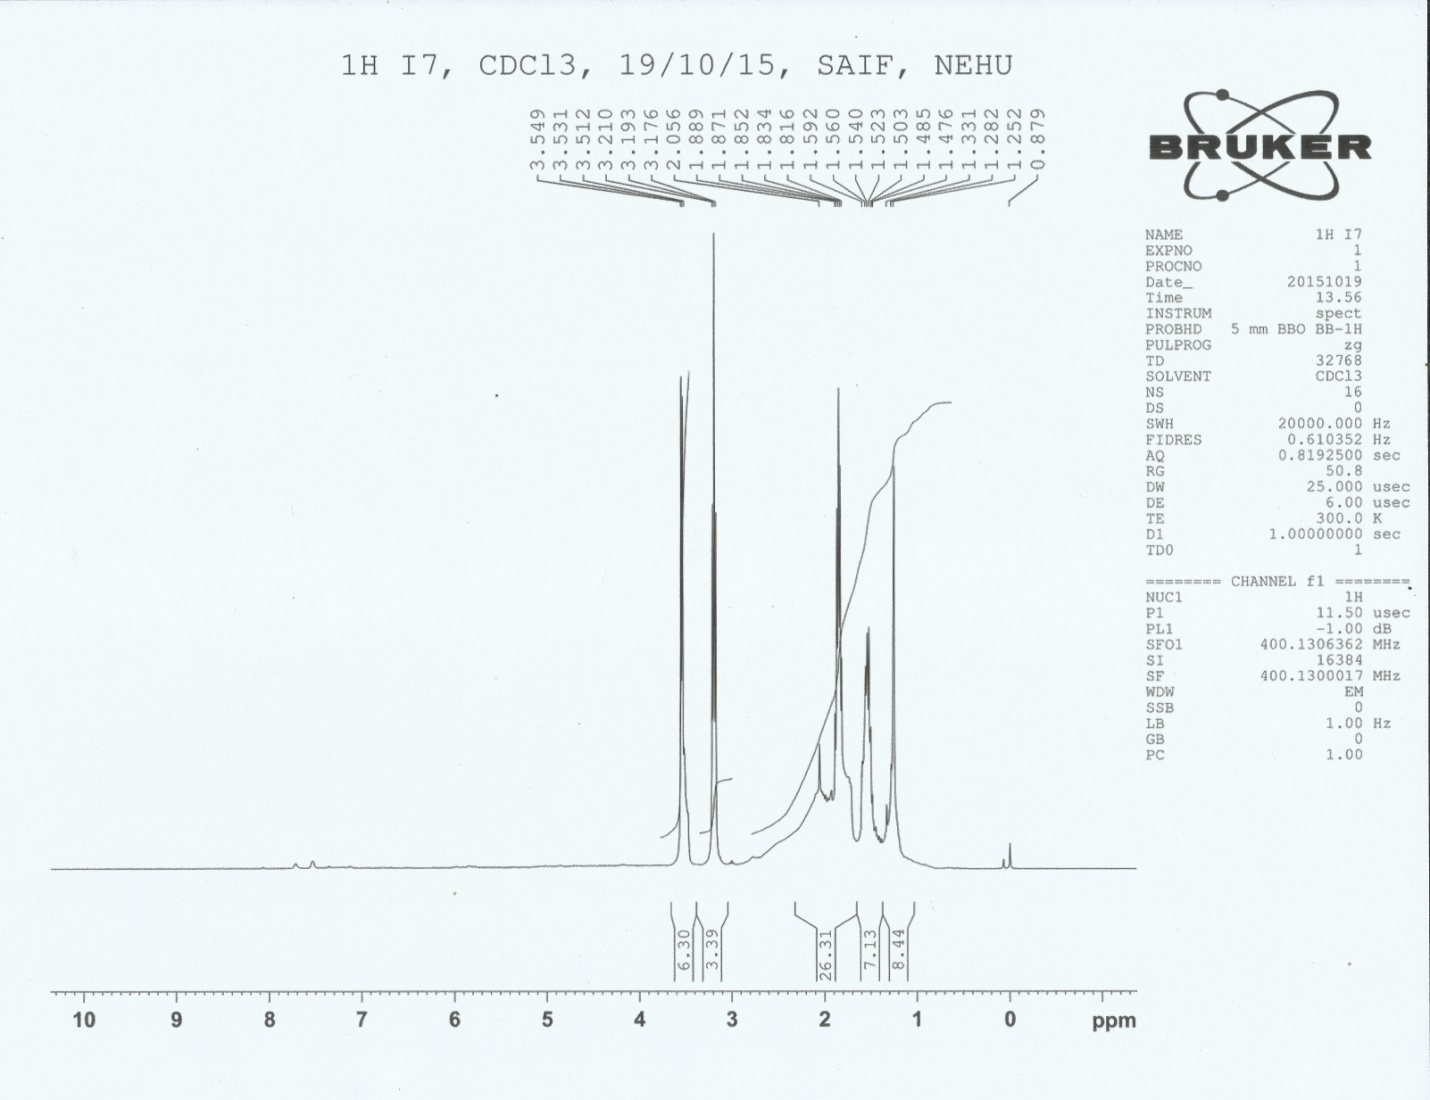 1H I7, CDCl3, 19/10/15, SAIF, NEHU
3.549
3.531
3.512
3.210
3.193
3.176
2.056
1.889
1.871
1.852
1.834
1.816
1.592
1.560
1.540
1.523
1.503
1.485
1.476
1.331
1.282
1.252
0.879
BRUKER
NAME 1H I7
EXPNO 1
PROCNO 1
Date_ 20151019
Time 13.56
INSTRUM spect
PROBHD 5 mm BBO BB-1H
PULPROG zg
TD 32768
SOLVENT CDCl3
NS 16
DS 0
SWH 20000.000 Hz
FIDRES 0.610352 Hz
AQ 0.8192500 sec
RG 50.8
DW 25.000 usec
DE 6.00 usec
TE 300.0 K
D1 1.00000000 sec
TD0 1
======== CHANNEL f1 ========
NUC1 1H
P1 11.50 usec
PL1 -1.00 dB
SFO1 400.1306362 MHz
SI 16384
SF 400.1300017 MHz
WDW EM
SSB 0
LB 1.00 Hz
GB 0
PC 1.00
6.30
3.39
26.31
7.13
8.44
10 9 8 7 6 5 4 3 2 1 0 ppm